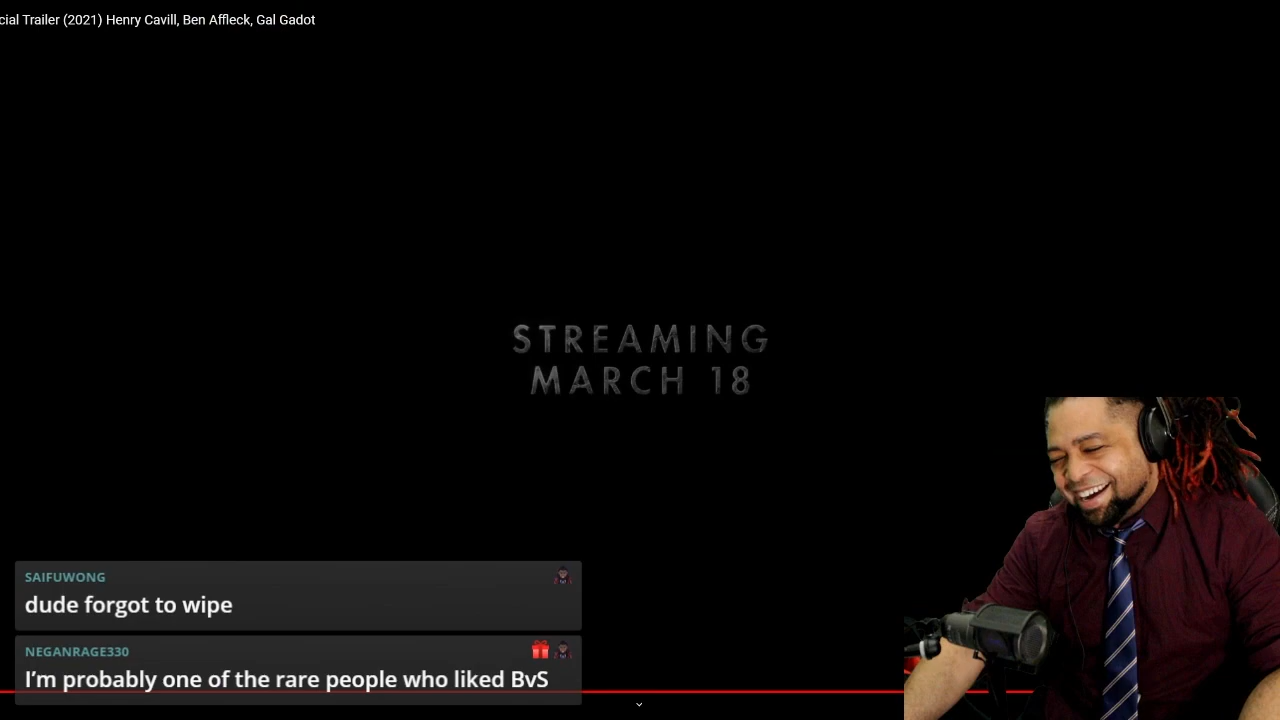 cial Trailer (2021) Henry Cavill, Ben Affleck, Gal Gadot
STREAMING
MARCH 18
SAIFUWONG
dude forgot to wipe
NEGANRAGE330
I’m probably one of the rare people who liked BvS